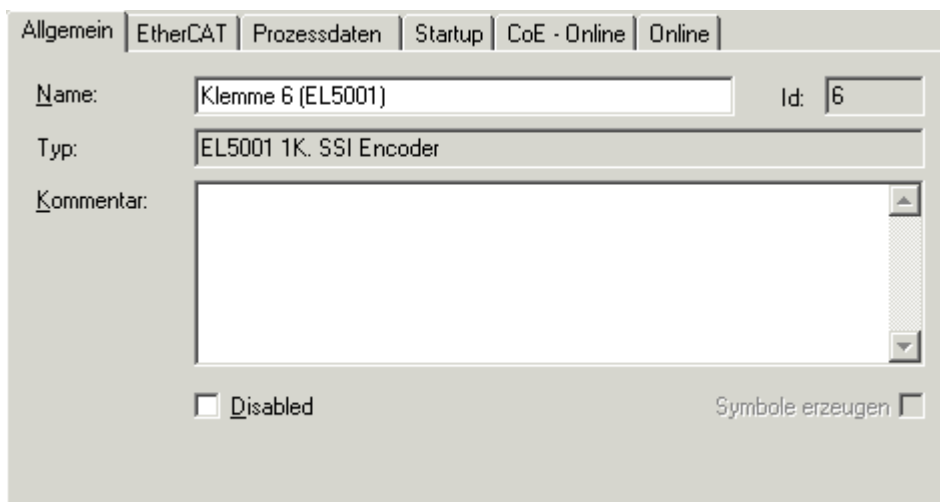 Allgemein EtherCAT Prozessdaten Startup CoE - Online Online
Name: Klemme 6 (EL5001) Id: 6
Typ: EL5001 1K. SSI Encoder
Kommentar:
Disabled Symbole erzeugen